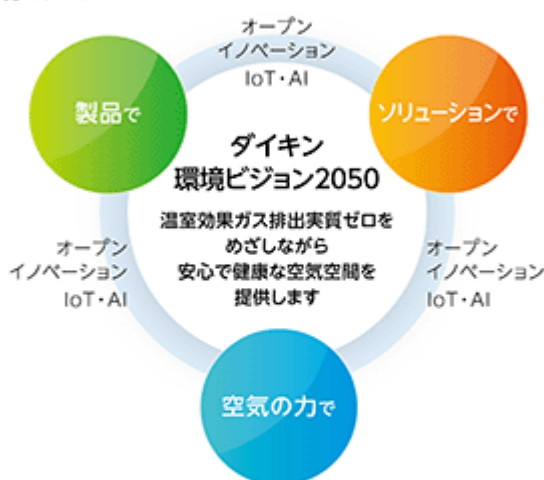 オープン
イノベーション
IoT・AI
製品で
ソリューションで
ダイキン
環境ビジョン2050
温室効果ガス排出実質ゼロを
めざしながら
安心で健康な空気空間を
提供します
オープン
イノベーション
IoT・AI
オープン
イノベーション
IoT・AI
空気の力で